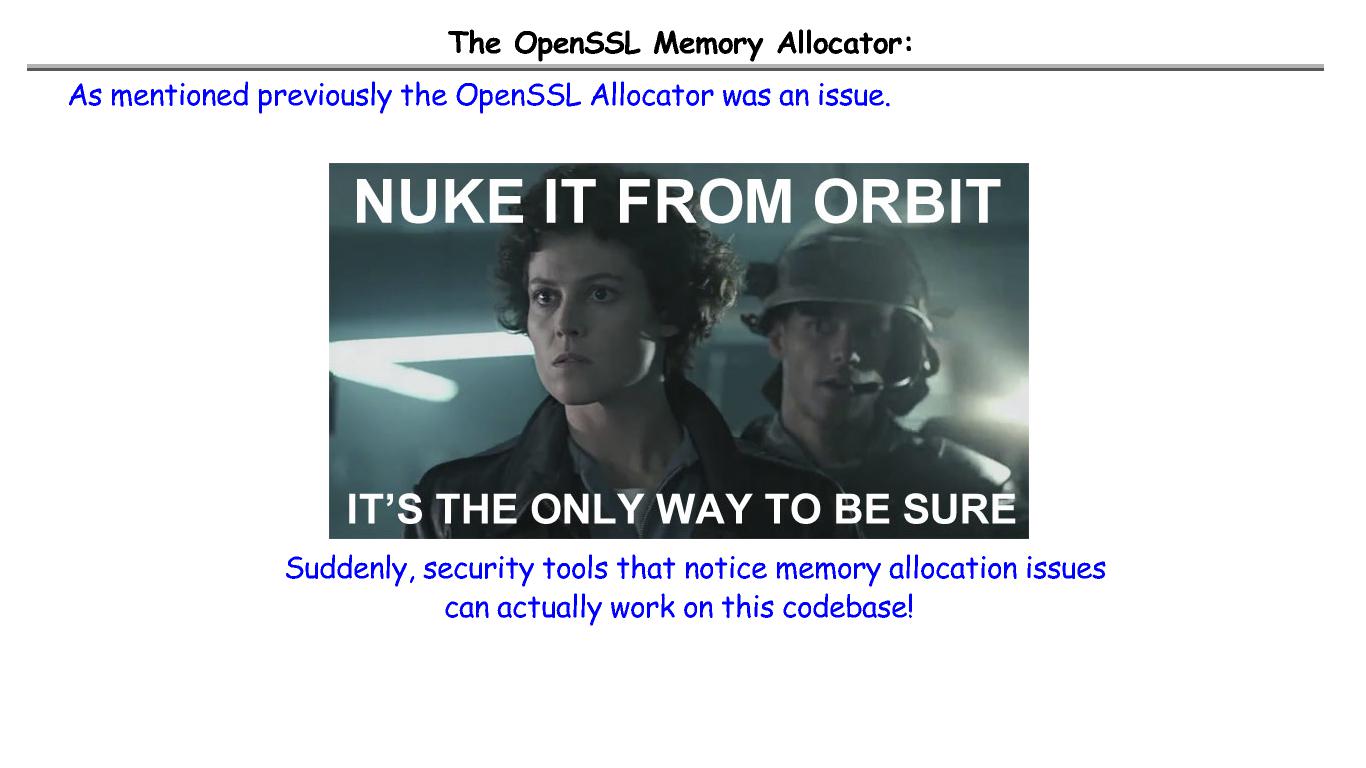 The OpenSSL Memory Allocator:
As mentioned previously the OpenSSL Allocator was an issue.
NUKE IT FROM ORBIT
IT’S THE ONLY WAY TO BE SURE
Suddenly, security tools that notice memory allocation issues
can actually work on this codebase!